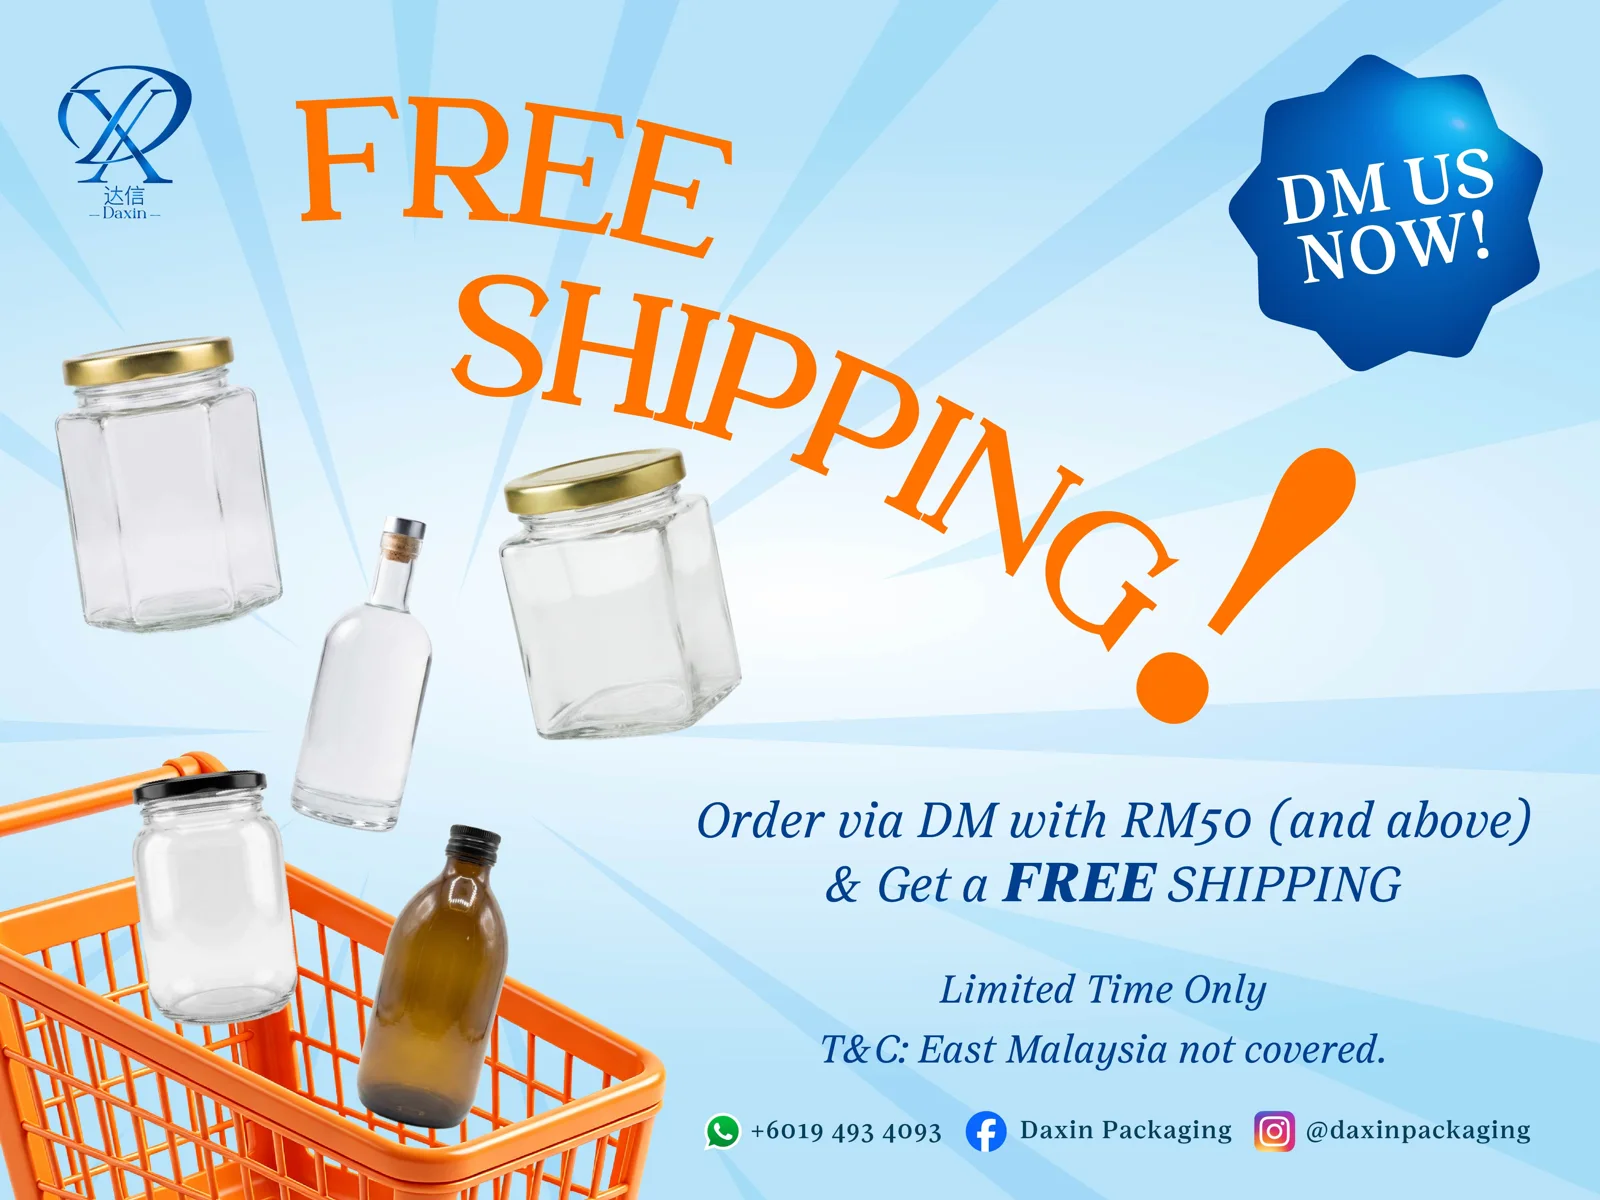 达信
– Daxin –
FREE
SHIPPING!
DM US
NOW!
Order via DM with RM50 (and above)
& Get a FREE SHIPPING
Limited Time Only
T&C: East Malaysia not covered.
+6019 493 4093 Daxin Packaging @daxinpackaging